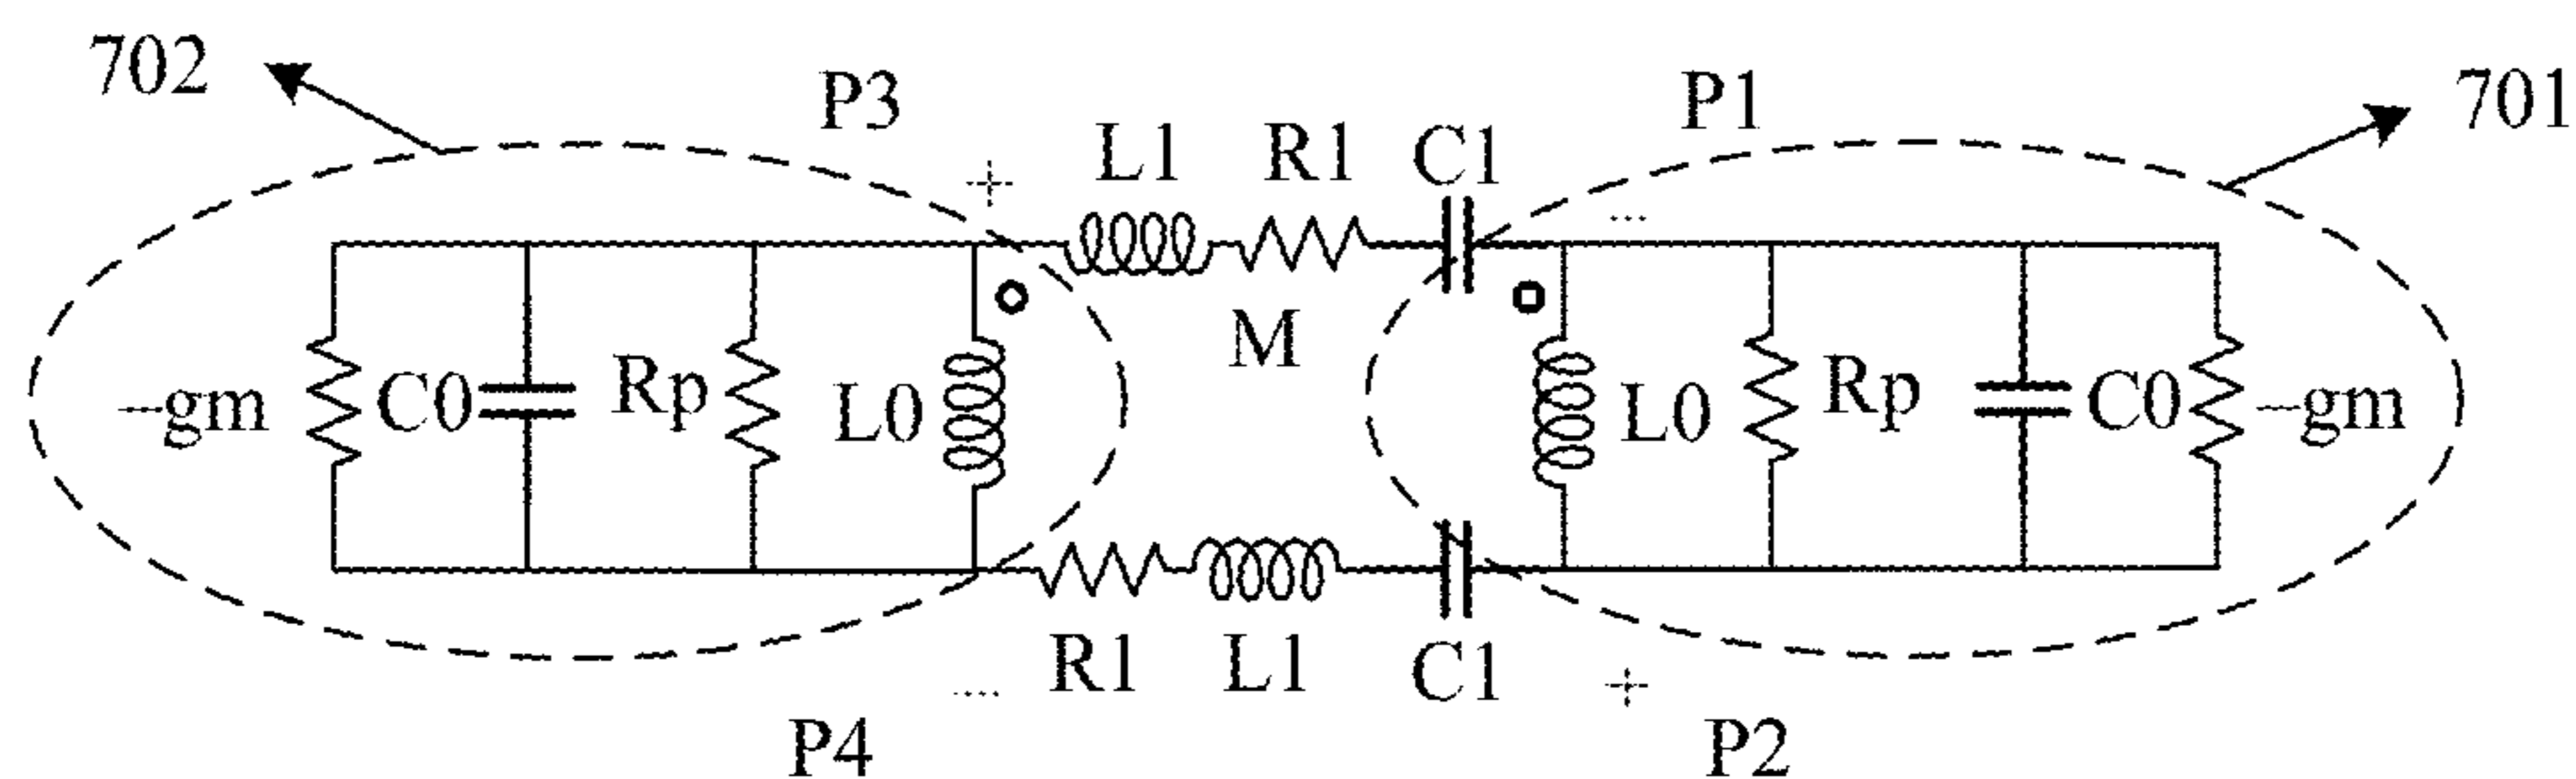 702 P3 P1 701
+ L1 R1 C1 -
M
-gm C0 Rp L0 L0 Rp C0 -gm
- R1 L1 C1 +
P4 P2